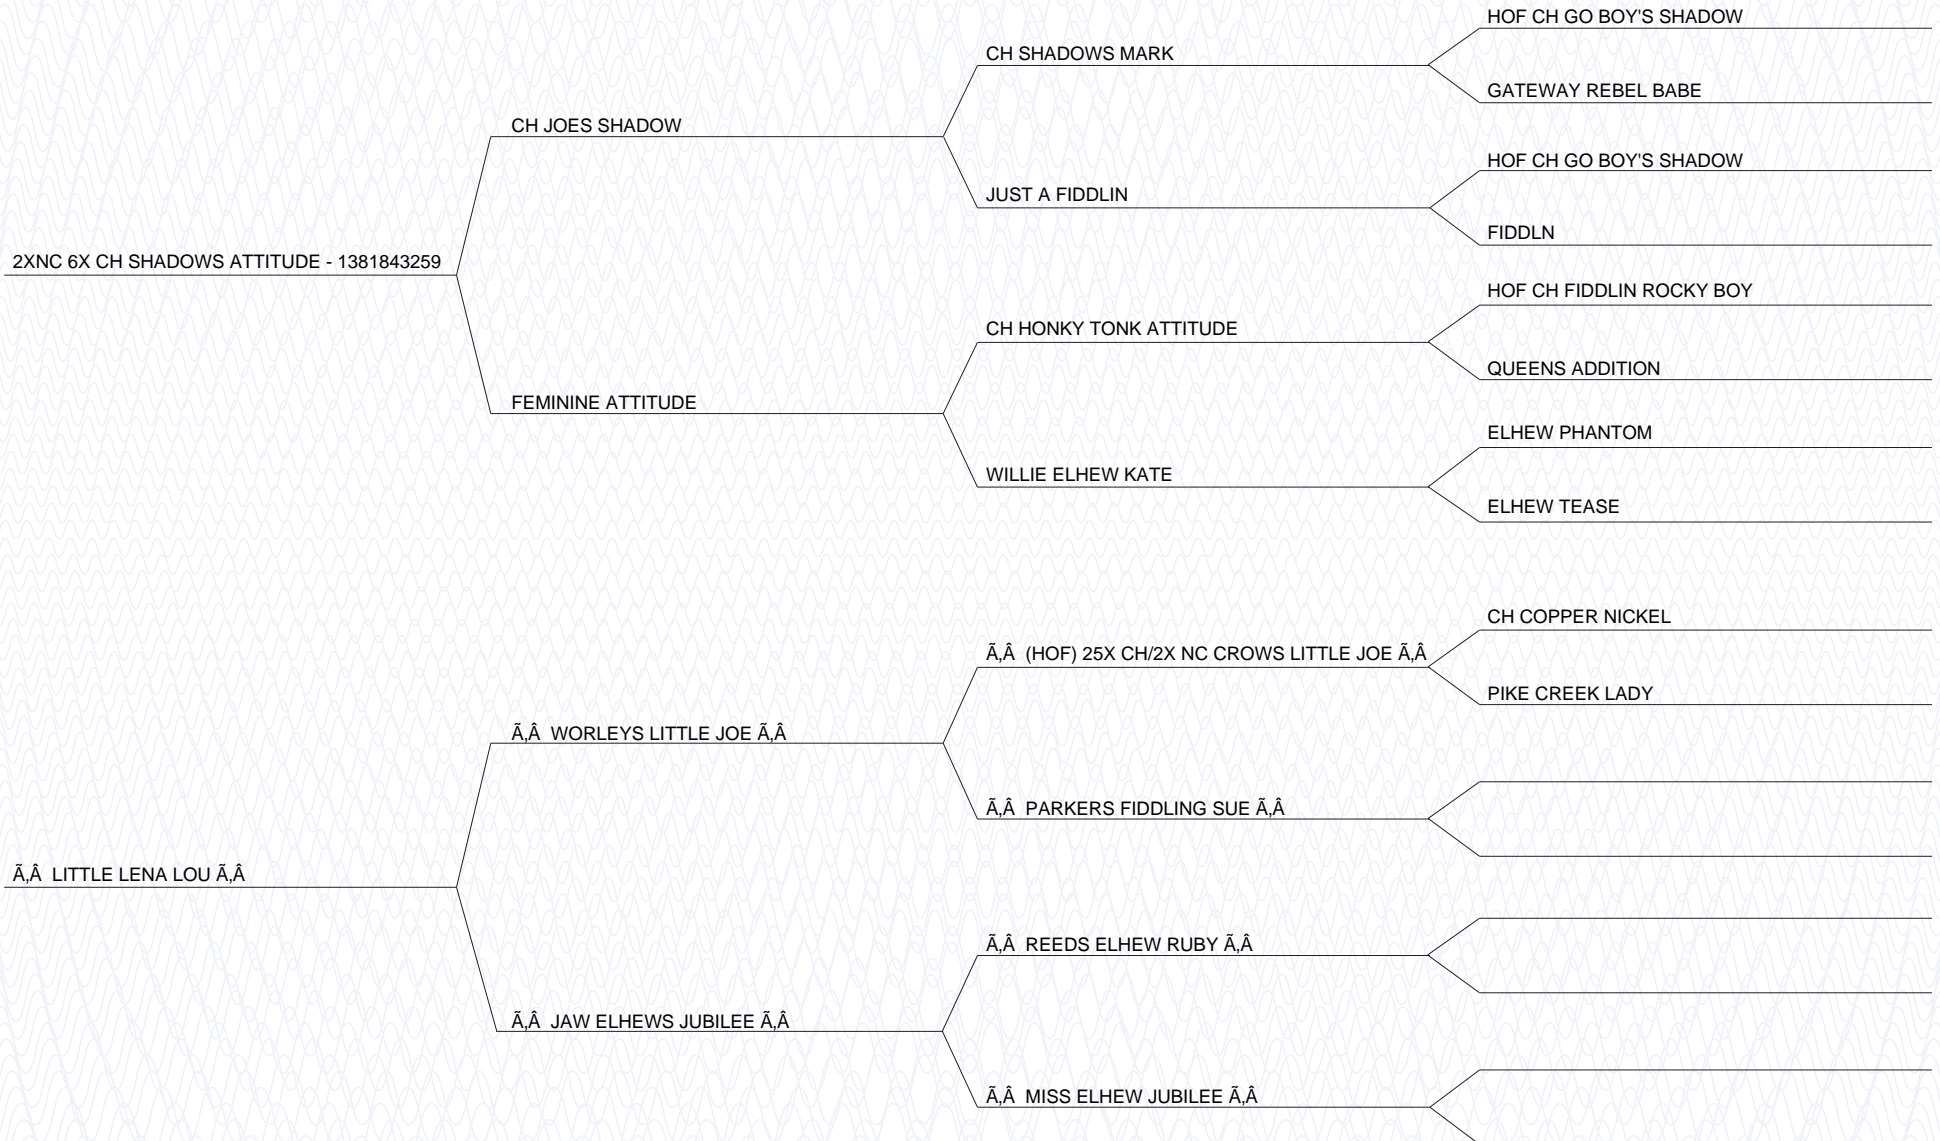 HOF CH GO BOY'S SHADOW
CH SHADOWS MARK
GATEWAY REBEL BABE
CH JOES SHADOW
HOF CH GO BOY'S SHADOW
JUST A FIDDLIN
FIDDLN
2XNC 6X CH SHADOWS ATTITUDE - 1381843259
HOF CH FIDDLIN ROCKY BOY
CH HONKY TONK ATTITUDE
QUEENS ADDITION
FEMININE ATTITUDE
ELHEW PHANTOM
WILLIE ELHEW KATE
ELHEW TEASE
CH COPPER NICKEL
Ã,Â (HOF) 25X CH/2X NC CROWS LITTLE JOE Ã,Â
PIKE CREEK LADY
Ã,Â WORLEYS LITTLE JOE Ã,Â
Ã,Â PARKERS FIDDLING SUE Ã,Â
Ã,Â LITTLE LENA LOU Ã,Â
Ã,Â REEDS ELHEW RUBY Ã,Â
Ã,Â JAW ELHEWS JUBILEE Ã,Â
Ã,Â MISS ELHEW JUBILEE Ã,Â